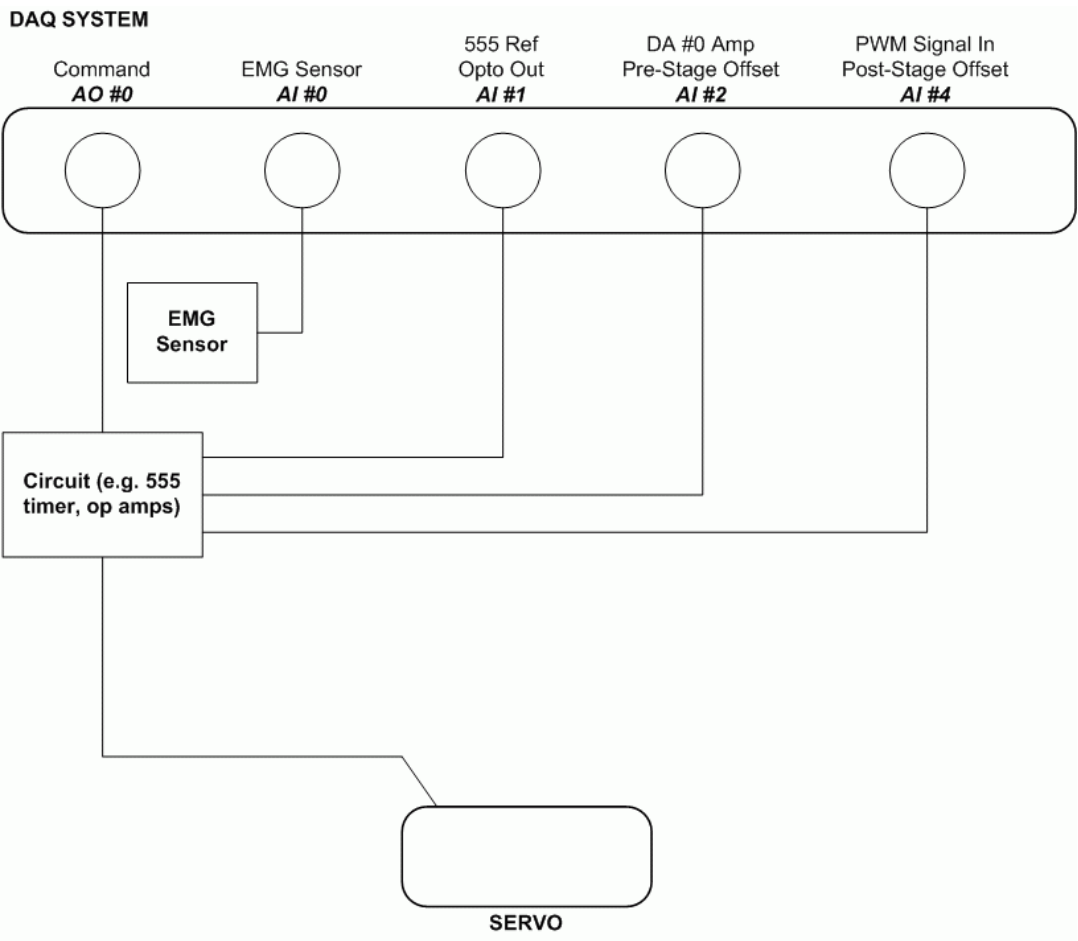 DAQ SYSTEM
Command
AO #0
EMG Sensor
AI #0
555 Ref
Opto Out
AI #1
DA #0 Amp
Pre-Stage Offset
AI #2
PWM Signal In
Post-Stage Offset
AI #4
EMG
Sensor
Circuit (e.g. 555
timer, op amps)
SERVO